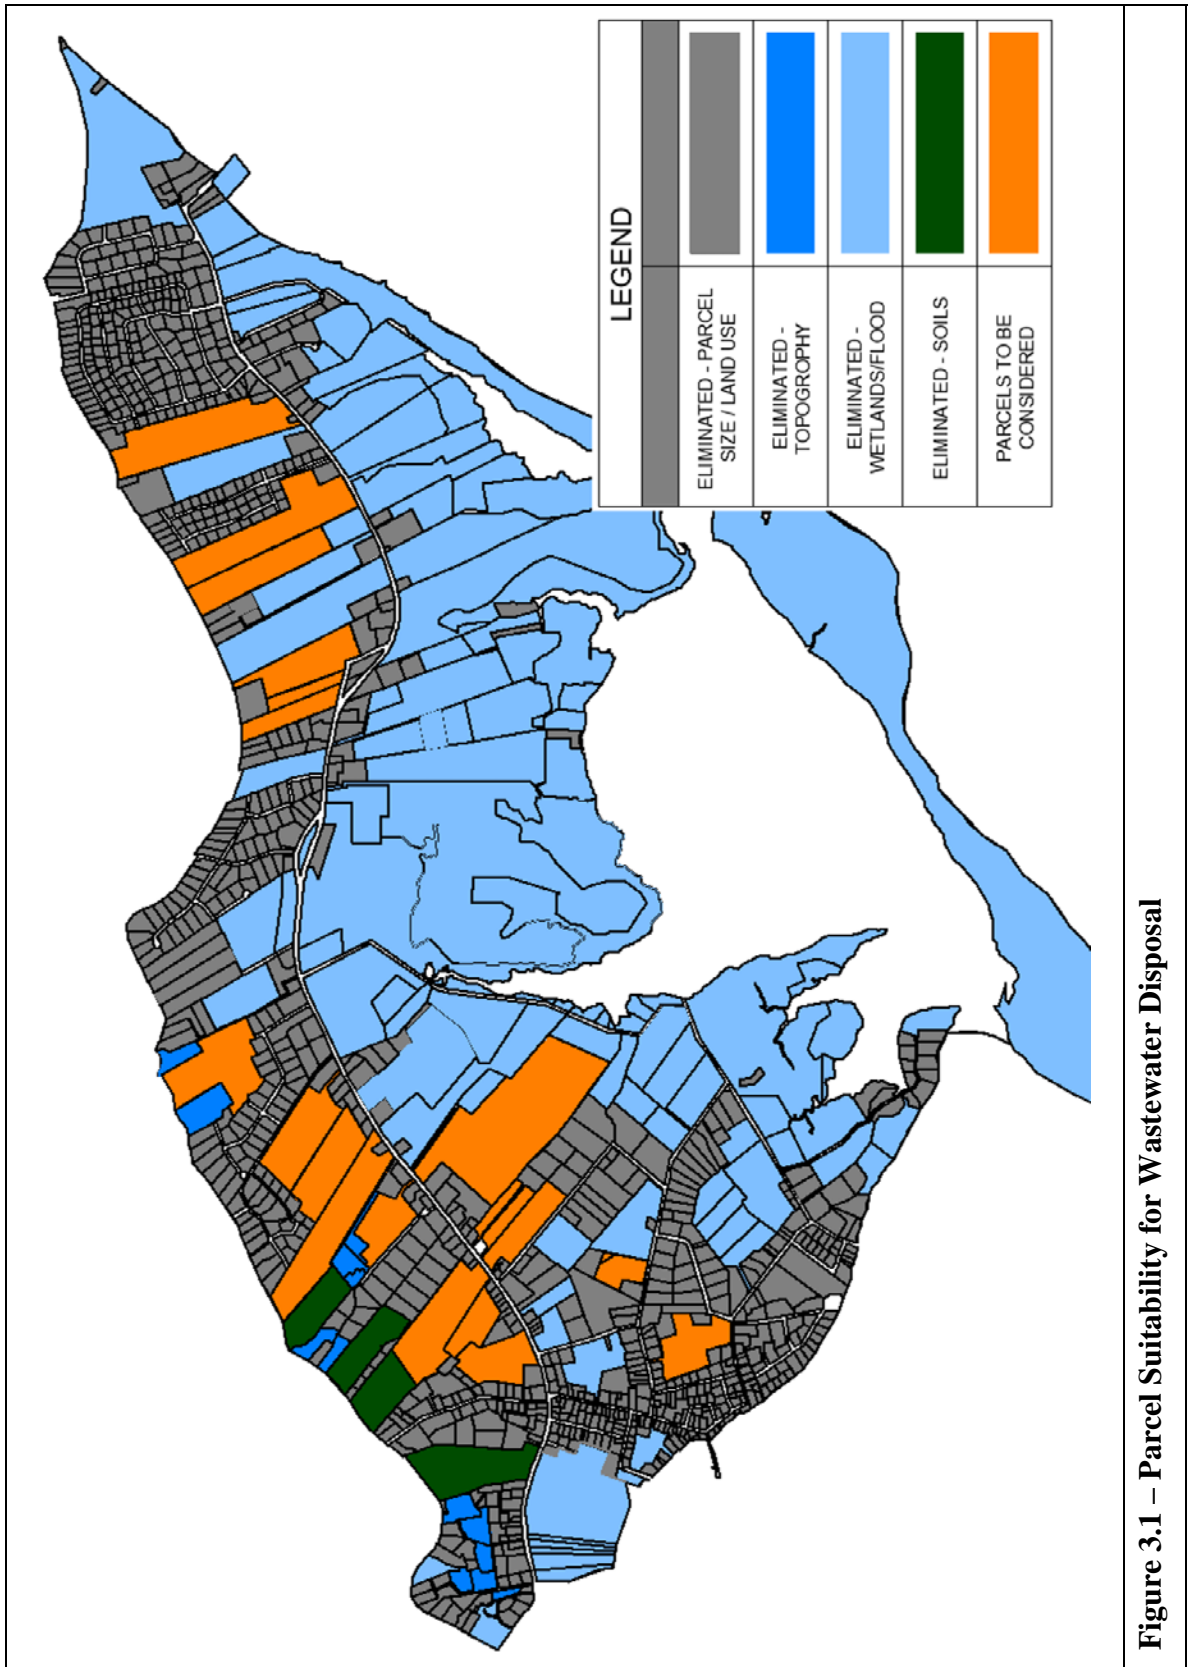 LEGEND
ELIMINATED - PARCEL
SIZE / LAND USE
ELIMINATED -
TOPOGROPHY
ELIMINATED -
WETLANDS/FLOOD
ELIMINATED - SOILS
PARCELS TO BE
CONSIDERED
Figure 3.1 – Parcel Suitability for Wastewater Disposal